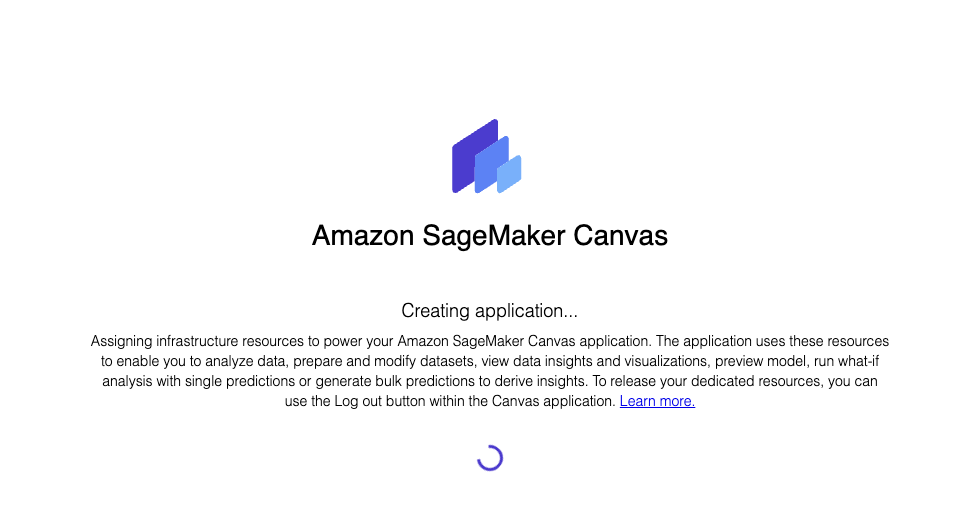 Amazon SageMaker Canvas
Creating application...
Assigning infrastructure resources to power your Amazon SageMaker Canvas application. The application uses these resources
to enable you to analyze data, prepare and modify datasets, view data insights and visualizations, preview model, run what-if
analysis with single predictions or generate bulk predictions to derive insights. To release your dedicated resources, you can
use the Log out button within the Canvas application. Learn more.